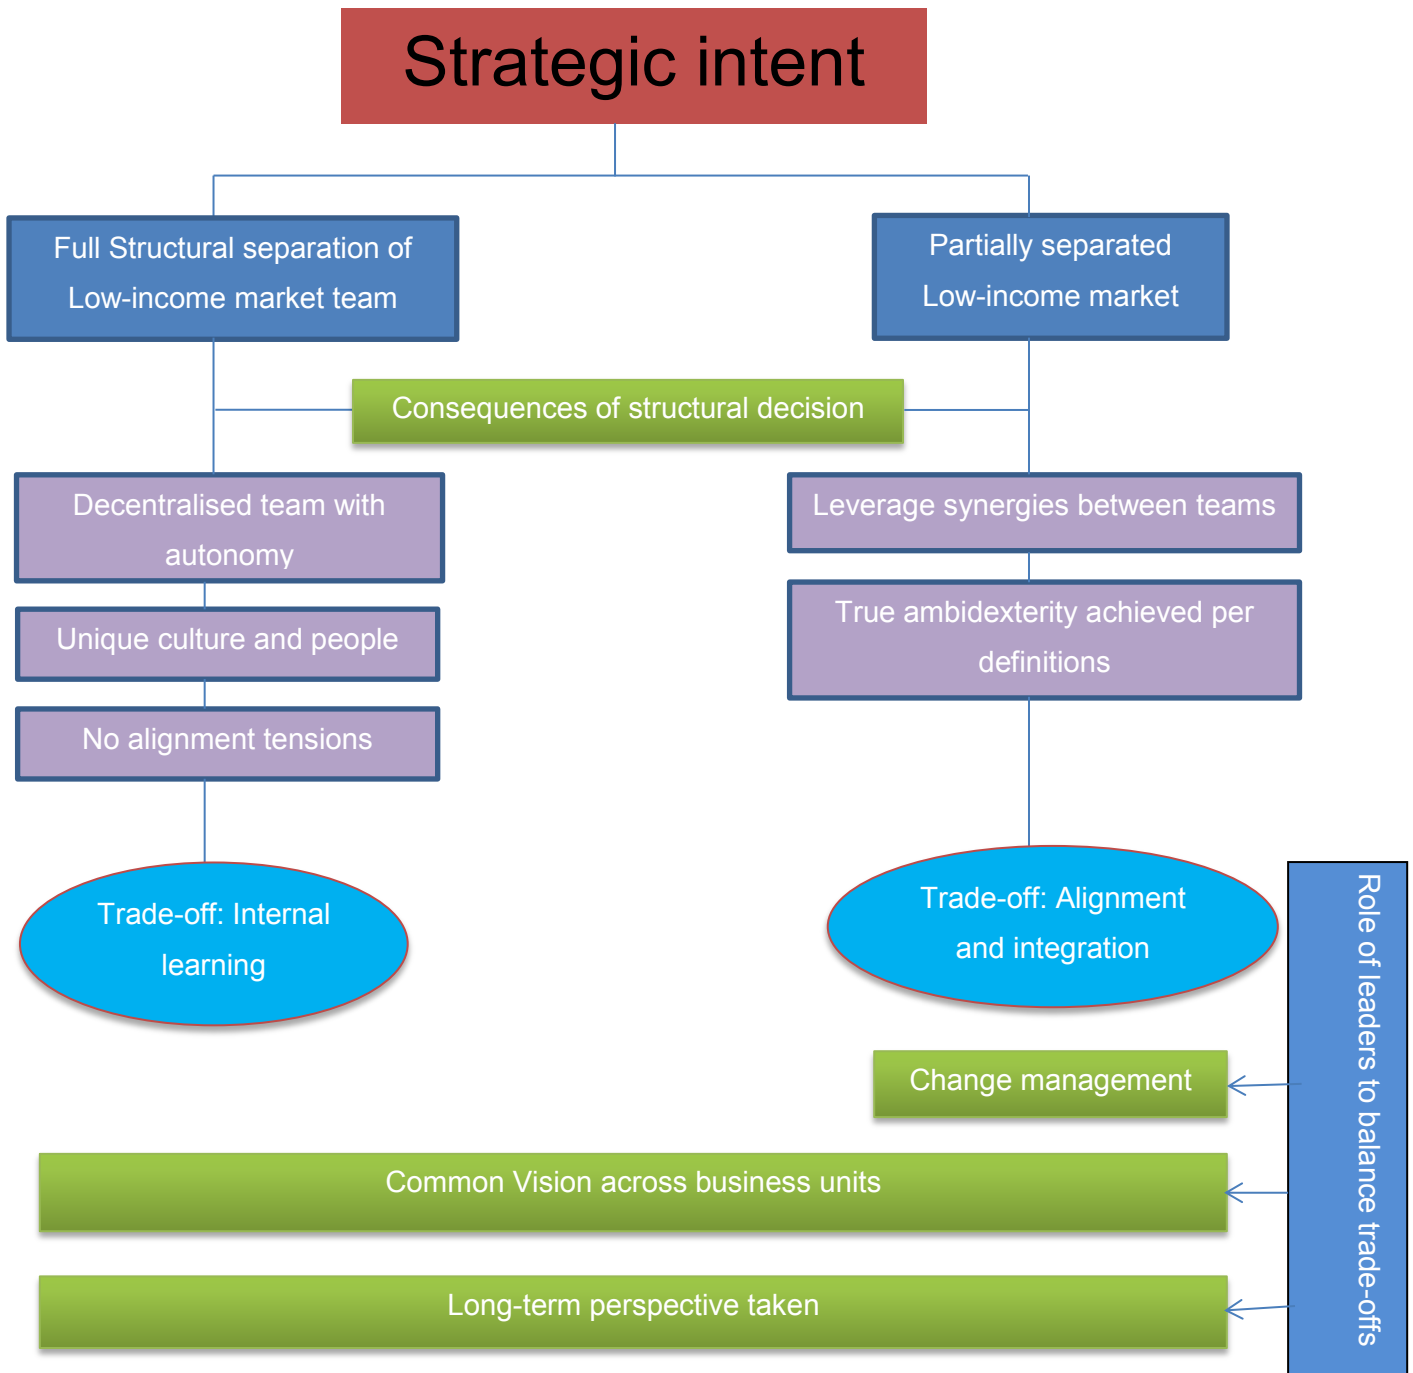 Strategic intent
Full Structural separation of
Low-income market team
Partially separated
Low-income market
Consequences of structural decision
Decentralised team with
autonomy
Unique culture and people
No alignment tensions
Trade-off: Internal
learning
Leverage synergies between teams
True ambidexterity achieved per
definitions
Trade-off: Alignment
and integration
Role of leaders to balance trade-offs
Change management
Common Vision across business units
Long-term perspective taken